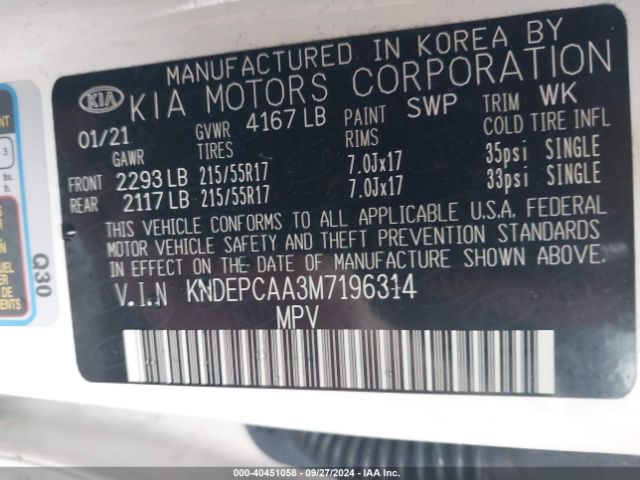 MANUFACTURED IN KOREA BY
KIA KIA MOTORS CORPORATION
01/21 GVWR 4167 LB PAINT SWP TRIM WK
GAWR TIRES RIMS COLD TIRE INFL
FRONT 2293 LB 215/55R17 7.0Jx17 35psi SINGLE
REAR 2117 LB 215/55R17 7.0Jx17 33psi SINGLE
THIS VEHICLE CONFORMS TO ALL APPLICABLE U.S.A. FEDERAL
MOTOR VEHICLE SAFETY AND THEFT PREVENTION STANDARDS
IN EFFECT ON THE DATE OF MANUFACTURE SHOWN ABOVE.
V.I.N KNDEPCAA3M7196314
MPV
Q30
3
lbs
000-40451058 - 09/27/2024 - IAA Inc.